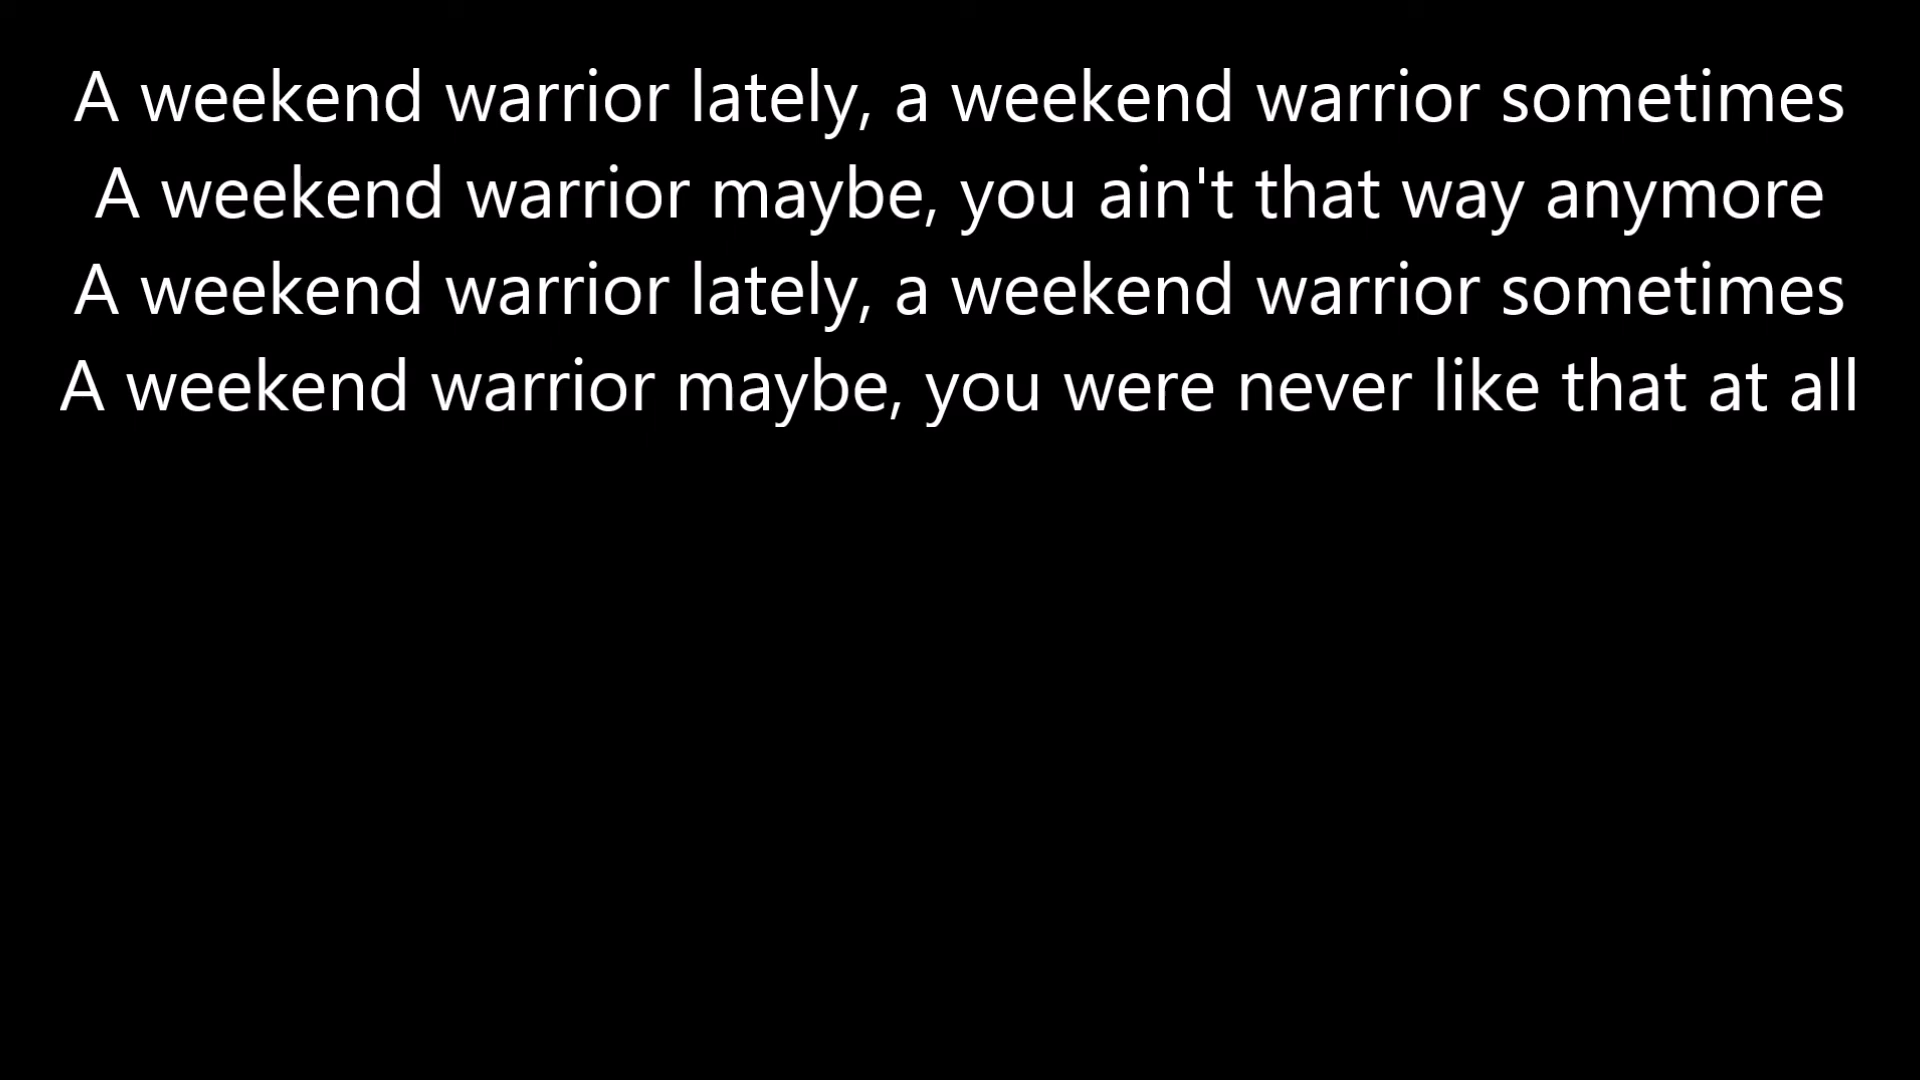 A weekend warrior lately, a weekend warrior sometimes
A weekend warrior maybe, you ain't that way anymore
A weekend warrior lately, a weekend warrior sometimes
A weekend warrior maybe, you were never like that at all